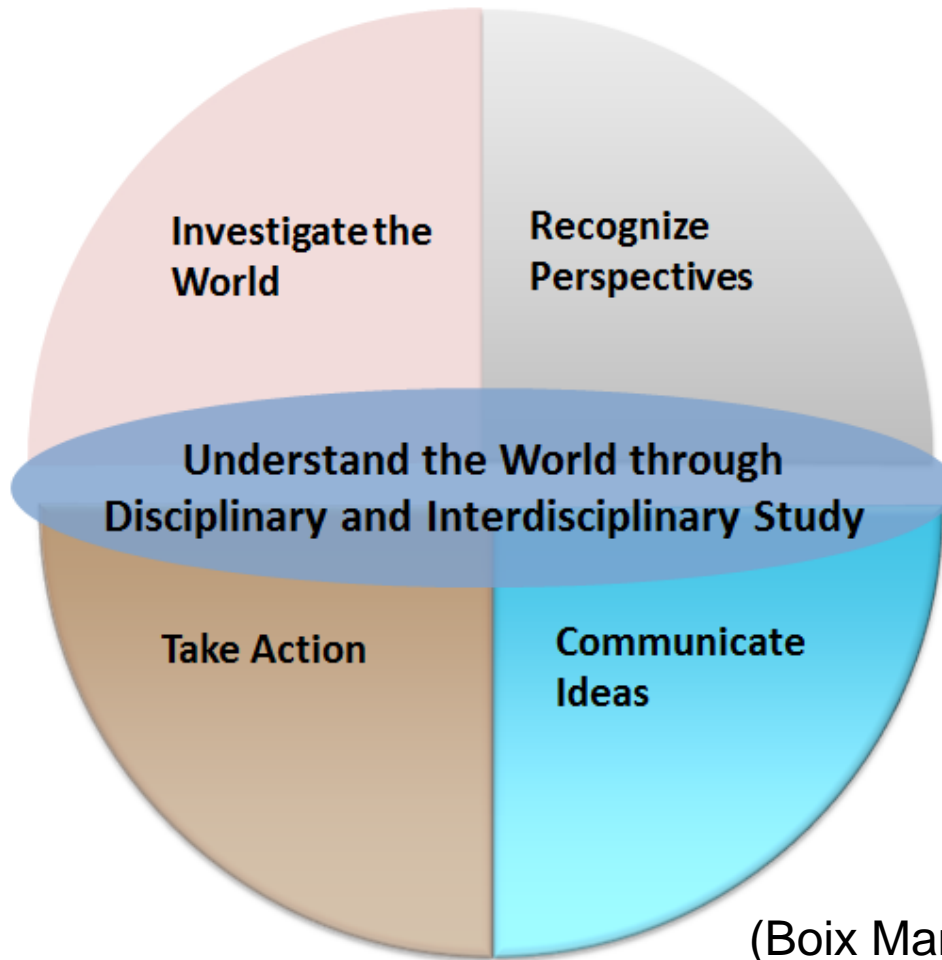 Investigate the
World
Recognize
Perspectives
Understand the World through
Disciplinary and Interdisciplinary Study
Take Action
Communicate
Ideas
(Boix